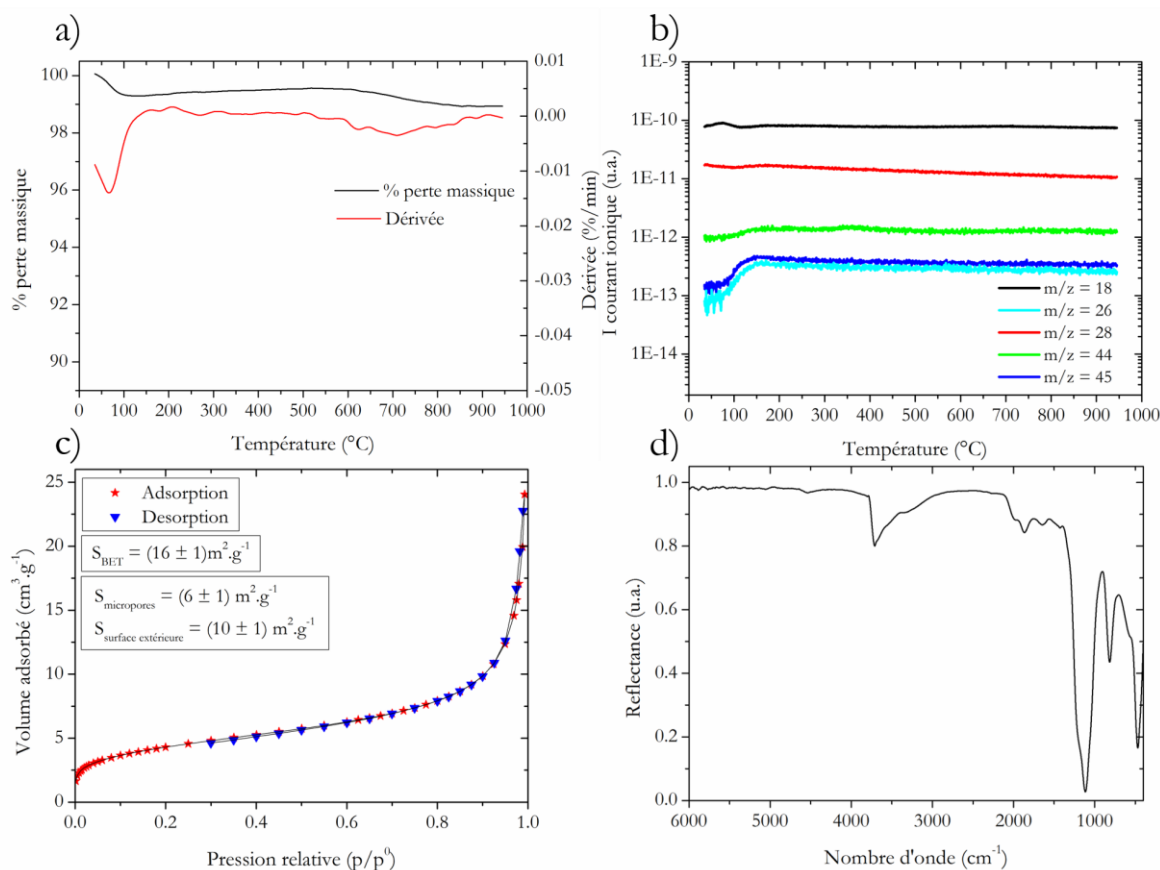 a)
% perte massique
100
98
96
94
92
90
0.01
0.00
-0.01
-0.02
-0.03
-0.04
-0.05
Dérivée (%/min)
% perte massique
Dérivée
0 100 200 300 400 500 600 700 800 900 1000
Température (°C)
b)
I courant ionique (u.a.)
1E-9
1E-10
1E-11
1E-12
1E-13
1E-14
m/z = 18
m/z = 26
m/z = 28
m/z = 44
m/z = 45
0 100 200 300 400 500 600 700 800 900 1000
Température (°C)
c)
Volume adsorbé (cm³.g⁻¹)
25
20
15
10
5
0
Adsorption
Desorption
S_BET = (16 ± 1)m².g⁻¹
S_micropores = (6 ± 1) m².g⁻¹
S_surface extérieure = (10 ± 1) m².g⁻¹
0.0 0.2 0.4 0.6 0.8 1.0
Pression relative (p/p⁰)
d)
Reflectance (u.a.)
1.0
0.8
0.6
0.4
0.2
0.0
6000 5000 4000 3000 2000 1000
Nombre d'onde (cm⁻¹)